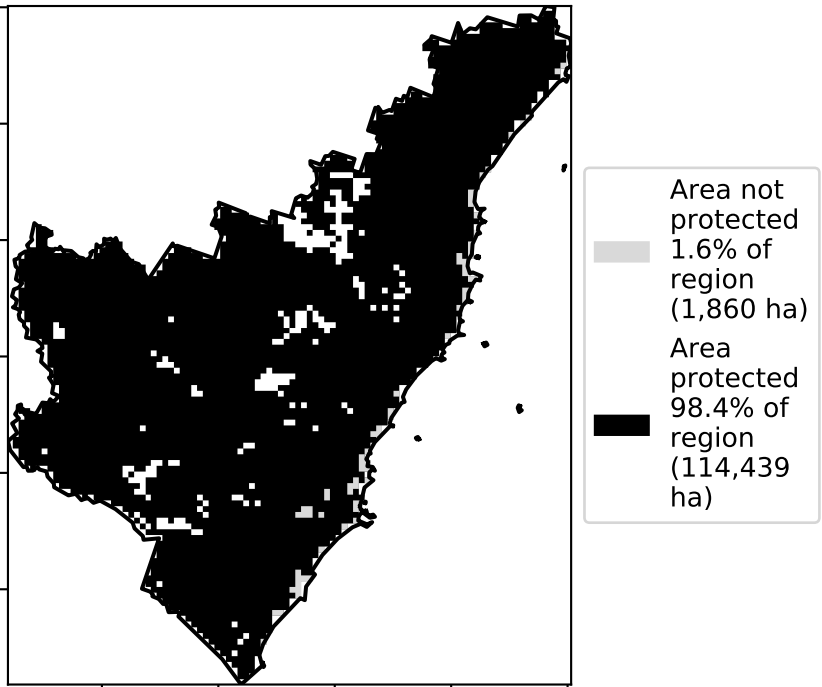 Area not
protected
1.6% of
region
(1,860 ha)
Area
protected
98.4% of
region
(114,439
ha)